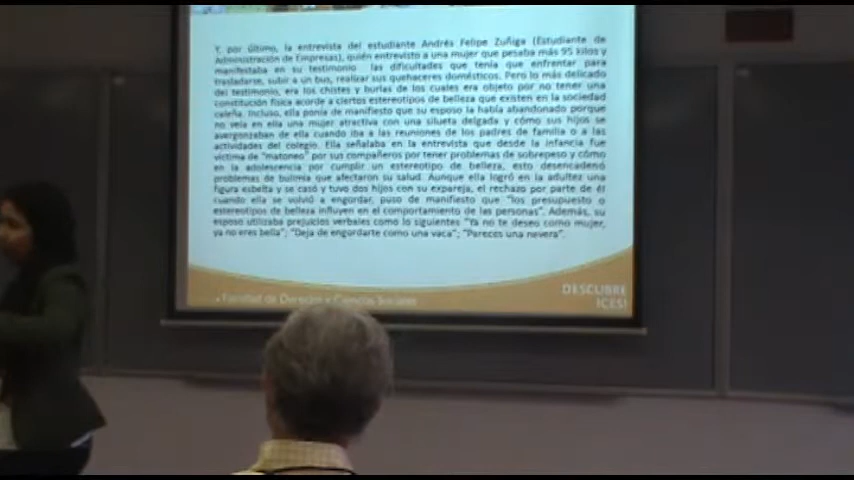 Y, por último, la entrevista del estudiante Andrés Felipe Zuñiga (Estudiante de
Administración de Empresas), quién entrevisto a una mujer que pesaba más 95 kilos y
manifestaba en su testimonio las dificultades que tenía que enfrentar para
trasladarse, subir a un bus, realizar sus quehaceres domésticos. Pero lo más delicado
del testimonio, era los chistes y burlas de los cuales era objeto por no tener una
constitución física acorde a ciertos estereotipos de belleza que existen en la sociedad
caleña. Incluso, ella ponía de manifiesto que su esposo la había abandonado porque
no veía en ella una mujer atractiva con una silueta delgada y cómo sus hijos se
avergonzaban de ella cuando iba a las reuniones de los padres de familia o a las
actividades del colegio. Ella señalaba en la entrevista que desde la infancia fue
víctima de "matoneo" por sus compañeros por tener problemas de sobrepeso y cómo
en la adolescencia por cumplir un estereotipo de belleza, esto desencadenó
problemas de bulimia que afectaron su salud. Aunque ella logró en la adultez una
figura esbelta y se casó y tuvo dos hijos con su expareja, el rechazo por parte de él
cuando ella se volvió a engordar, puso de manifiesto que "los presupuesto o
estereotipos de belleza influyen en el comportamiento de las personas". Además, su
esposo utilizaba prejuicios verbales como lo siguientes "Ya no te deseo como mujer,
ya no eres bella"; "Deja de engordarte como una vaca"; "Pareces una nevera".
Facultad de Derecho y Ciencias Sociales
DESCUBRE
ICESI